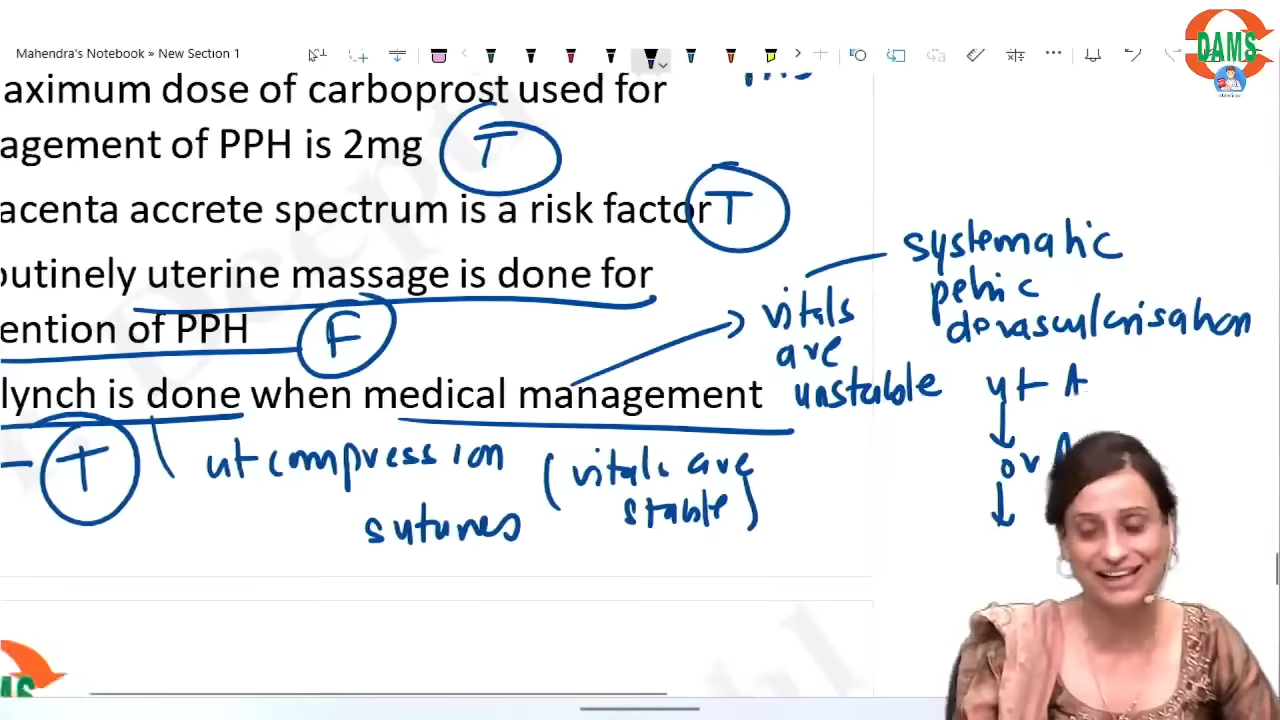 Mahendra's Notebook » New Section 1
DAMS
aximum dose of carboprost used for
agement of PPH is 2mg T
acenta accrete spectrum is a risk factor T
outinely uterine massage is done for
ention of PPH F
lynch is done when medical management
T
ut compression
sutures
(vitals are
stable)
vitals
are
unstable
systematic
pelvic
devascularisation
ut A
ov A